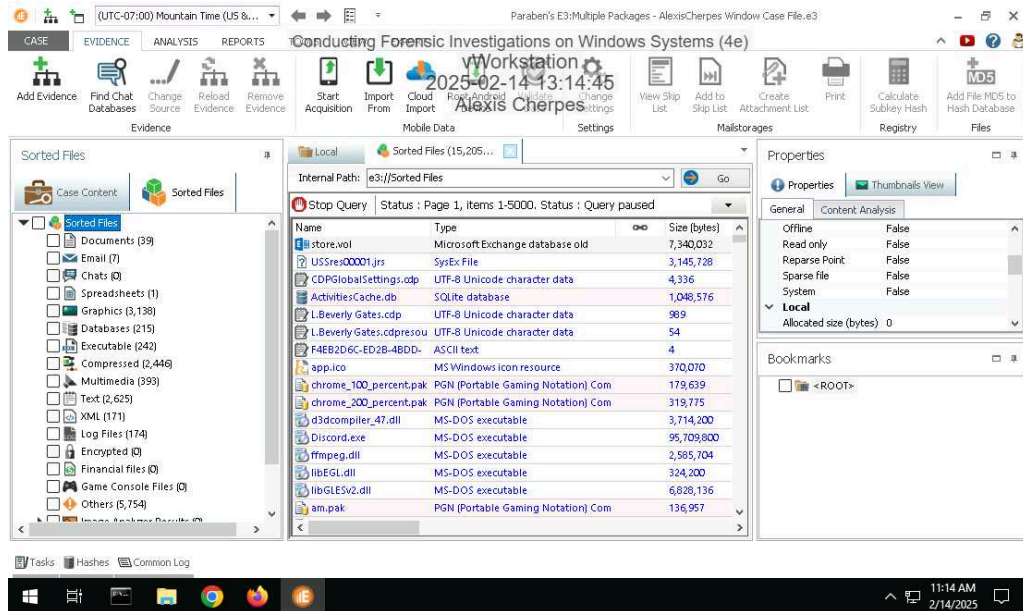 (UTC-07:00) Mountain Time (US &...
Paraben's E3:Multiple Packages - AlexisCherpes Window Case File.e3
CASE EVIDENCE ANALYSIS REPORTS
Conducting Forensic Investigations on Windows Systems (4e)
vWorkstation
2025-02-14 13:14:45
Alexis Cherpes
Add Evidence
Find Chat Databases
Change Source
Reload Evidence
Remove Evidence
Evidence
Start Acquisition
Import From
Cloud Import
Root Android
Validate
Change Settings
Mobile Data
Settings
View Skip List
Add to Skip List
Create Attachment List
Print
Mailstorages
Calculate Subkey Hash
Registry
MD5
Add File MD5 to Hash Database
Files
Sorted Files
Case Content
Sorted Files
Sorted Files
Documents (39)
Email (7)
Chats (0)
Spreadsheets (1)
Graphics (3,138)
Databases (215)
Executable (242)
Compressed (2,446)
Multimedia (393)
Text (2,625)
XML (171)
Log Files (174)
Encrypted (0)
Financial files (0)
Game Console Files (0)
Others (5,754)
Image Analyzer Results (0)
Local
Sorted Files (15,205...
Internal Path: e3://Sorted Files
Go
Stop Query Status : Page 1, items 1-5000. Status : Query paused
Name Type Size (bytes)
store.vol Microsoft Exchange database old 7,340,032
USSres00001.jrs SysEx File 3,145,728
CDPGlobalSettings.cdp UTF-8 Unicode character data 4,336
ActivitiesCache.db SQLite database 1,048,576
L.Beverly Gates.cdp UTF-8 Unicode character data 989
L.Beverly Gates.cdpresou UTF-8 Unicode character data 54
F4EB2D6C-ED2B-4BDD- ASCII text 4
app.ico MS Windows icon resource 370,070
chrome_100_percent.pak PGN (Portable Gaming Notation) Com 179,639
chrome_200_percent.pak PGN (Portable Gaming Notation) Com 319,775
d3dcompiler_47.dll MS-DOS executable 3,714,200
Discord.exe MS-DOS executable 95,709,800
ffmpeg.dll MS-DOS executable 2,585,704
libEGL.dll MS-DOS executable 324,200
libGLESv2.dll MS-DOS executable 6,828,136
am.pak PGN (Portable Gaming Notation) Com 136,957
Properties
Properties
Thumbnails View
General Content Analysis
Offline False
Read only False
Reparse Point False
Sparse file False
System False
Local
Allocated size (bytes) 0
Bookmarks
<ROOT>
Tasks Hashes Common Log
11:14 AM
2/14/2025